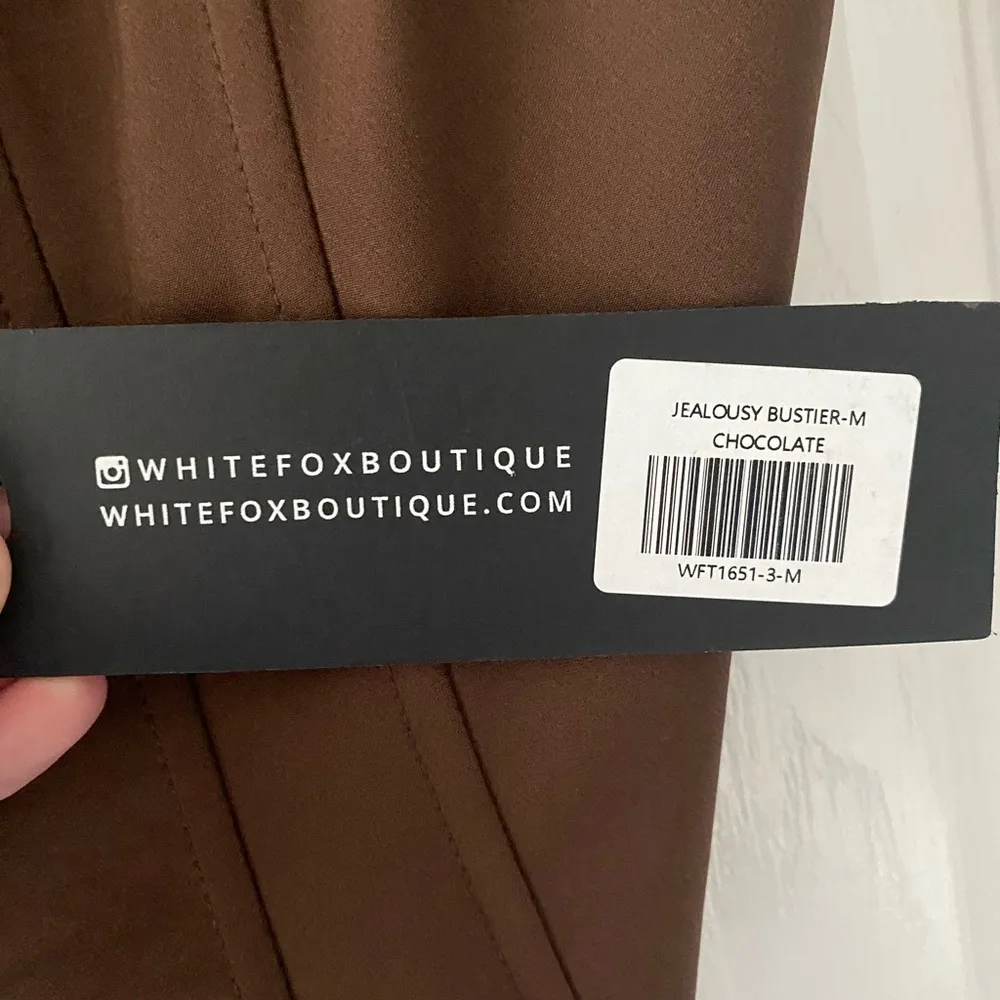 WHITEFOXBOUTIQUE
WHITEFOXBOUTIQUE.COM
JEALOUSY BUSTIER-M
CHOCOLATE
WFT1651-3-M